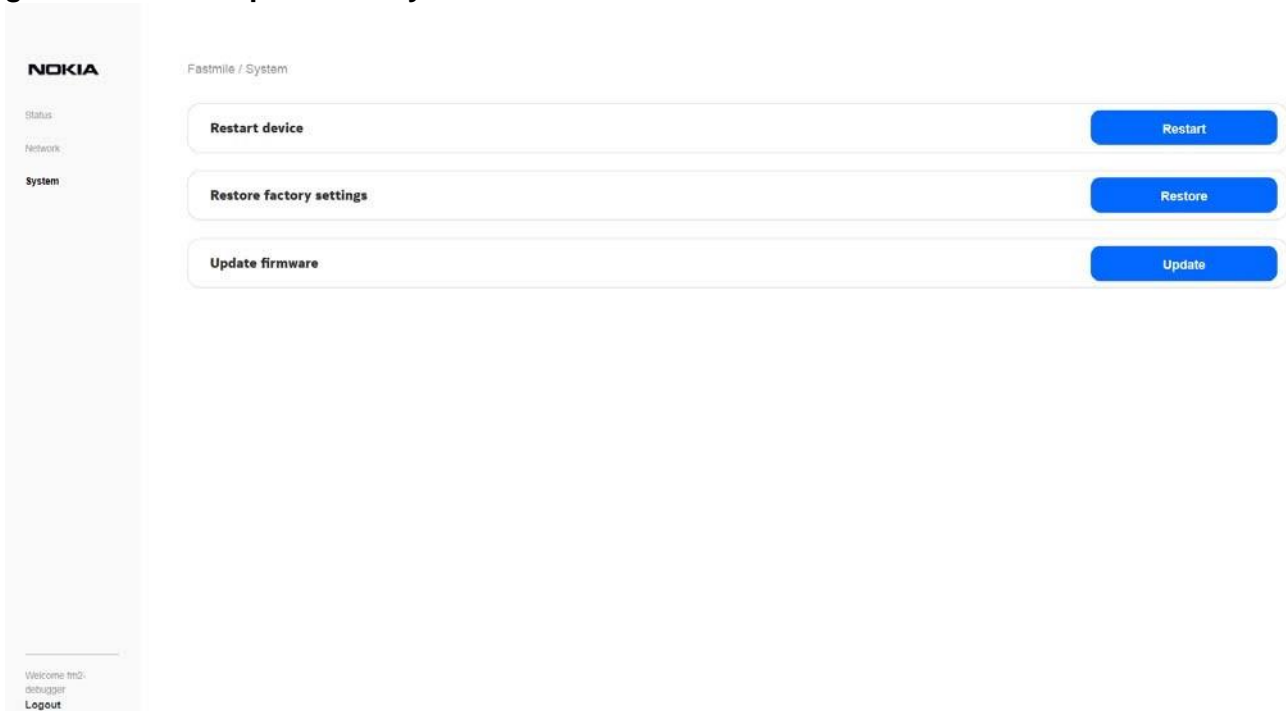 NOKIA
Fastmile / System
Status
Network
System
Restart device
Restart
Restore factory settings
Restore
Update firmware
Update
Welcome fm2-
debugger
Logout